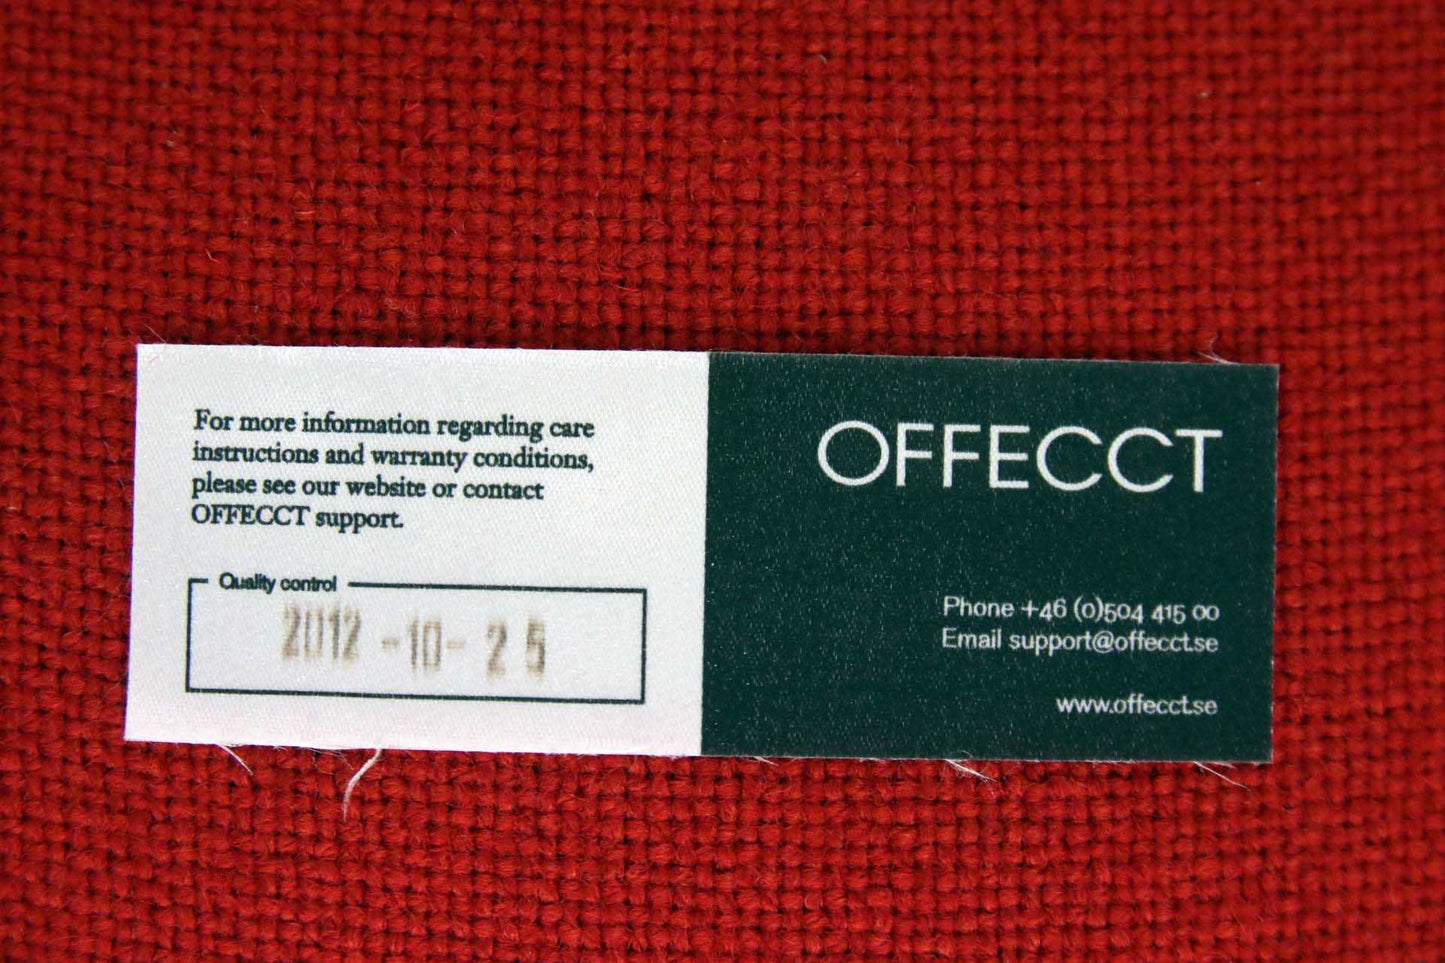 For more information regarding care
instructions and warranty conditions,
please see our website or contact
OFFECCT support.
Quality control
2012 -10- 25
OFFECCT
Phone +46 (0)504 415 00
Email support@offecct.se
www.offecct.se